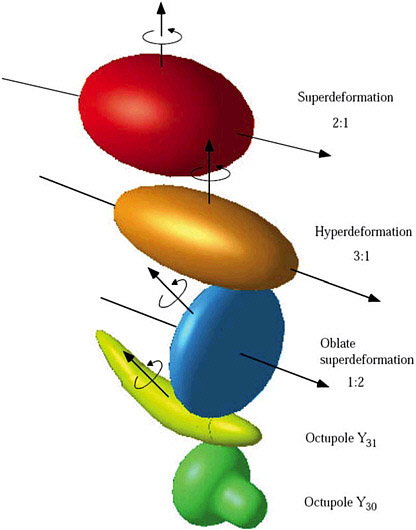 Superdeformation
2:1
Hyperdeformation
3:1
Oblate
superdeformation
1:2
Octupole Y31
Octupole Y30